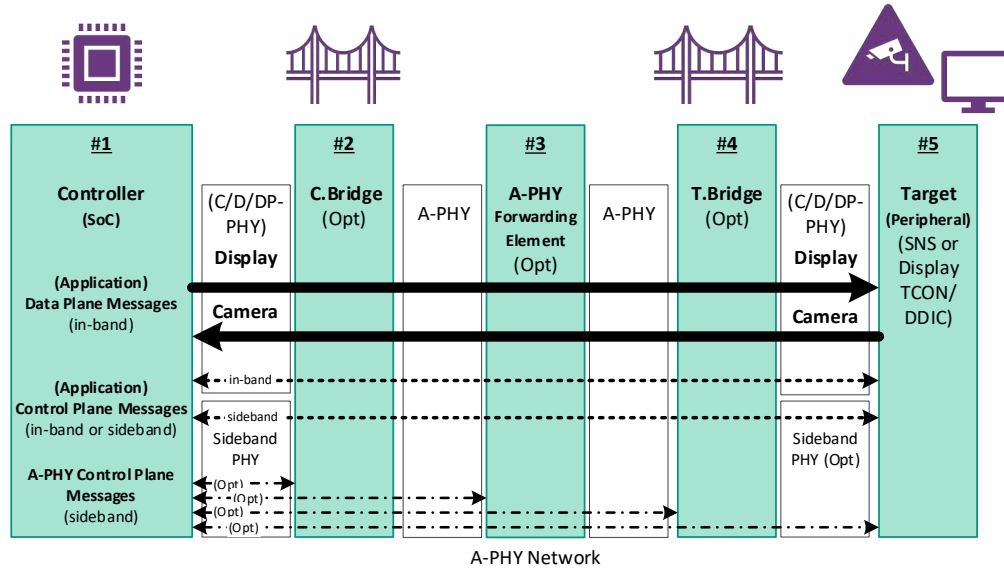 #1
Controller
(SoC)
(Application)
Data Plane Messages
(in-band)
(Application)
Control Plane Messages
(in-band or sideband)
A-PHY Control Plane
Messages
(sideband)
(C/D/DP-
PHY)
Display
Camera
in-band
sideband
Sideband
PHY
(Opt)
(Opt)
(Opt)
(Opt)
#2
C.Bridge
(Opt)
A-PHY
#3
A-PHY
Forwarding
Element
(Opt)
A-PHY
#4
T.Bridge
(Opt)
(C/D/DP-
PHY)
Display
Camera
Sideband
PHY (Opt)
#5
Target
(Peripheral)
(SNS or
Display
TCON/
DDIC)
A-PHY Network